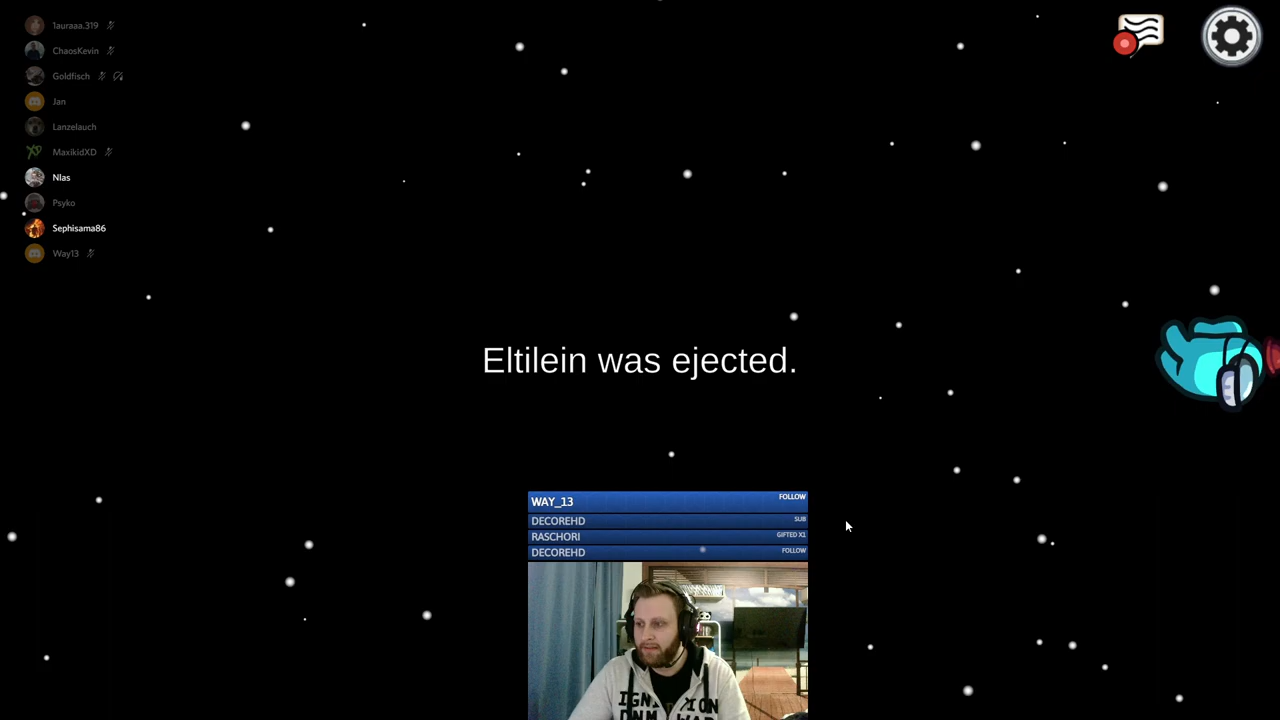 1auraaa.319
ChaosKevin
Goldfisch
Jan
Lanzelauch
MaxikidXD
Nlas
Psyko
Sephisama86
Way13
Eltilein was ejected.
WAY_13 FOLLOW
DECOREHD SUB
RASCHORI GIFTED X1
DECOREHD FOLLOW